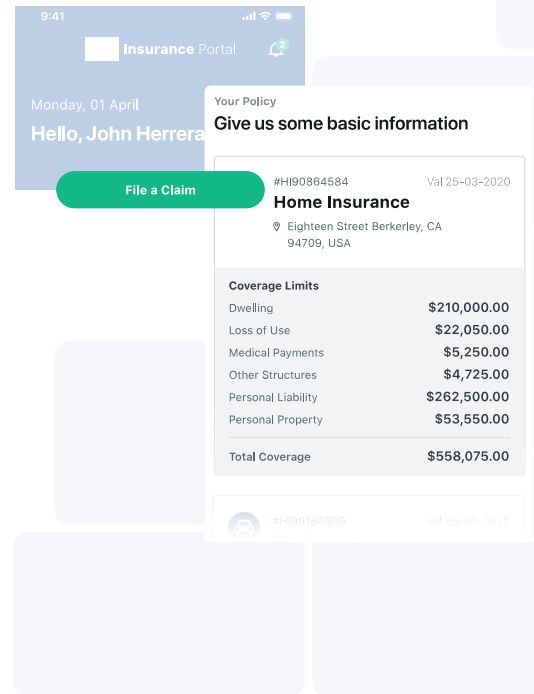 9:41
Insurance Portal
2
Monday, 01 April
Hello, John Herrera
File a Claim
Your Policy
Give us some basic information
#HI90864584
Val 25-03-2020
Home Insurance
Eighteen Street Berkerley, CA
94709, USA
Coverage Limits
Dwelling $210,000.00
Loss of Use $22,050.00
Medical Payments $5,250.00
Other Structures $4,725.00
Personal Liability $262,500.00
Personal Property $53,550.00
Total Coverage $558,075.00
#HI90180809
Val 25-03-2020